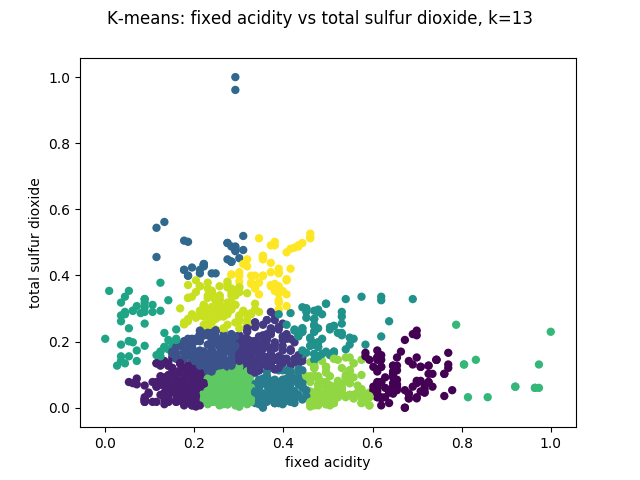 K-means: fixed acidity vs total sulfur dioxide, k=13
total sulfur dioxide
1.0
0.8
0.6
0.4
0.2
0.0
0.0 0.2 0.4 0.6 0.8 1.0
fixed acidity